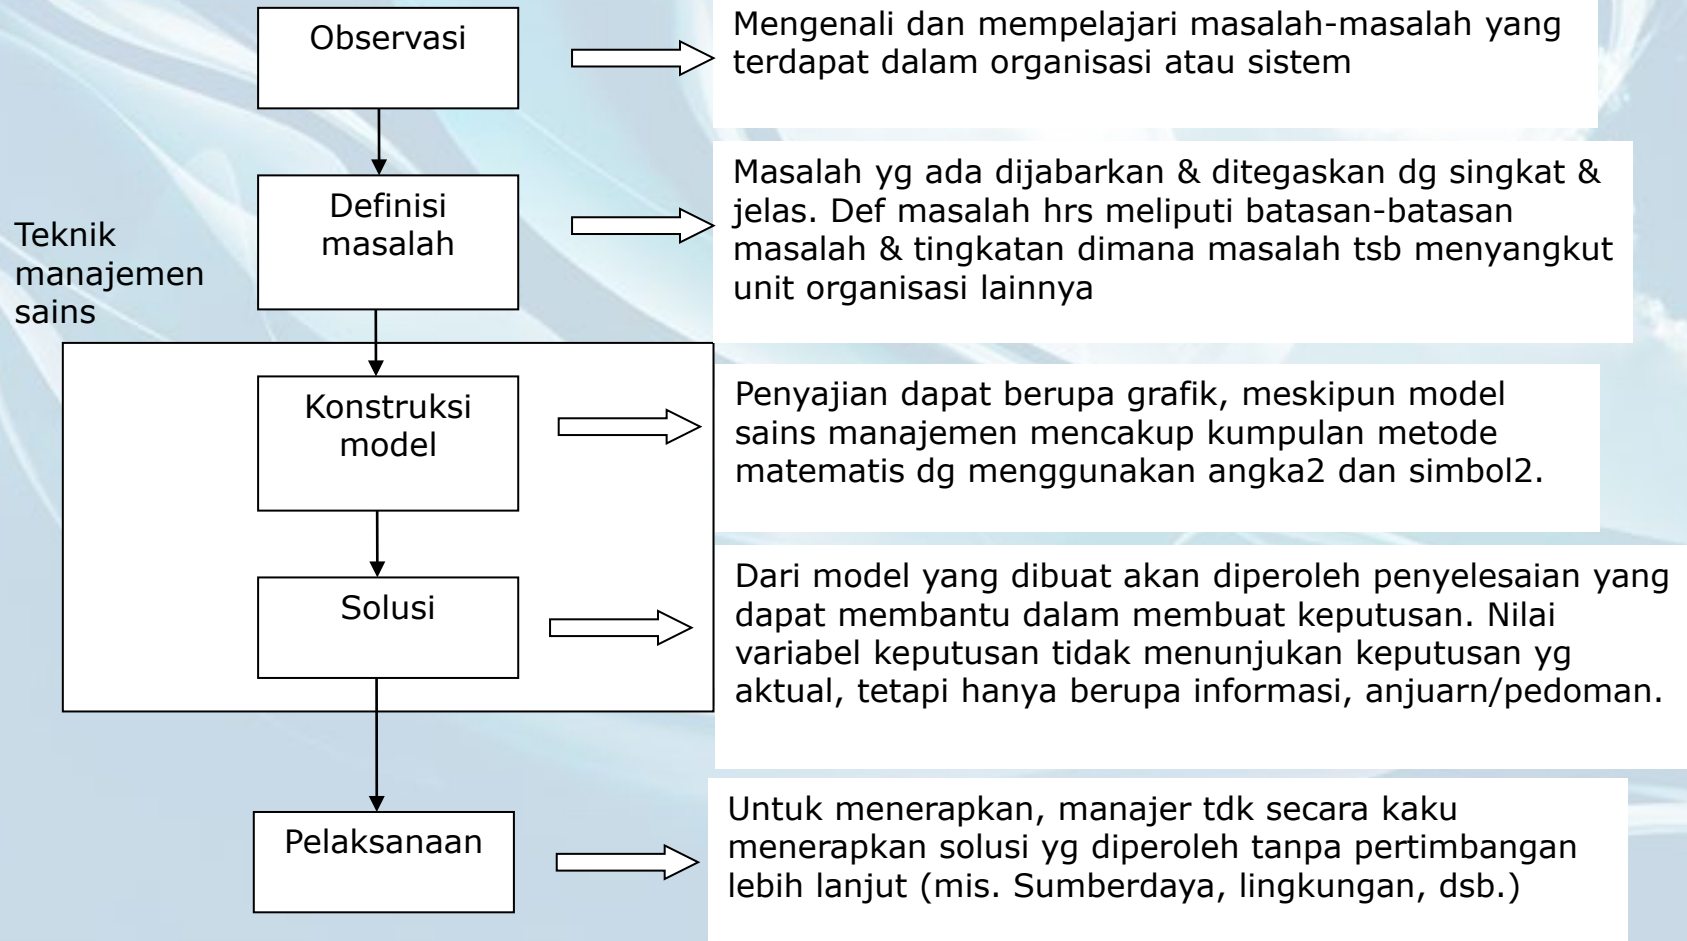 Observasi
Mengenali dan mempelajari masalah-masalah yang
terdapat dalam organisasi atau sistem
Definisi
masalah
Masalah yg ada dijabarkan & ditegaskan dg singkat &
jelas. Def masalah hrs meliputi batasan-batasan
masalah & tingkatan dimana masalah tsb menyangkut
unit organisasi lainnya
Teknik
manajemen
sains
Konstruksi
model
Penyajian dapat berupa grafik, meskipun model
sains manajemen mencakup kumpulan metode
matematis dg menggunakan angka2 dan simbol2.
Solusi
Dari model yang dibuat akan diperoleh penyelesaian yang
dapat membantu dalam membuat keputusan. Nilai
variabel keputusan tidak menunjukan keputusan yg
aktual, tetapi hanya berupa informasi, anjuarn/pedoman.
Pelaksanaan
Untuk menerapkan, manajer tdk secara kaku
menerapkan solusi yg diperoleh tanpa pertimbangan
lebih lanjut (mis. Sumberdaya, lingkungan, dsb.)